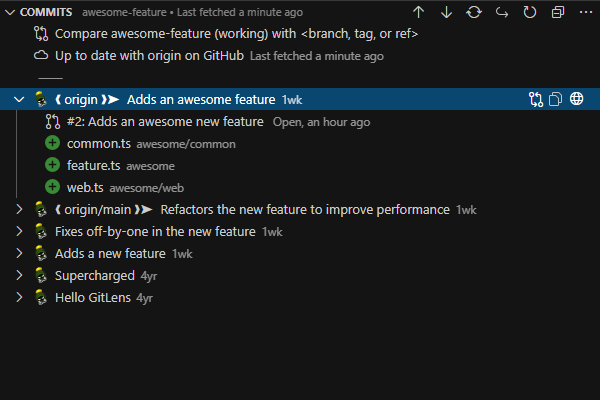 COMMITS awesome-feature • Last fetched a minute ago
Compare awesome-feature (working) with <branch, tag, or ref>
Up to date with origin on GitHub Last fetched a minute ago
❰ origin ❱➤ Adds an awesome feature 1wk
#2: Adds an awesome new feature Open, an hour ago
common.ts awesome/common
feature.ts awesome
web.ts awesome/web
❰ origin/main ❱➤ Refactors the new feature to improve performance 1wk
Fixes off-by-one in the new feature 1wk
Adds a new feature 1wk
Supercharged 4yr
Hello GitLens 4yr